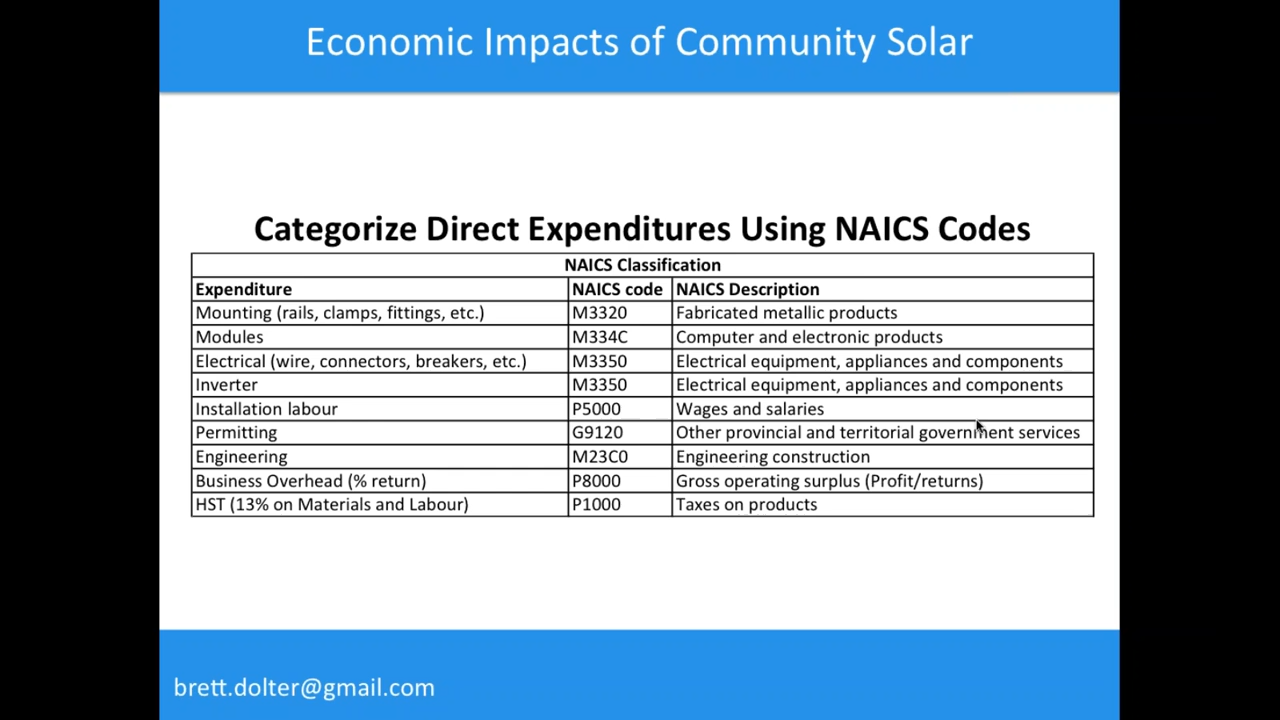 Economic Impacts of Community Solar
Categorize Direct Expenditures Using NAICS Codes
NAICS Classification
Expenditure NAICS code NAICS Description
Mounting (rails, clamps, fittings, etc.) M3320 Fabricated metallic products
Modules M334C Computer and electronic products
Electrical (wire, connectors, breakers, etc.) M3350 Electrical equipment, appliances and components
Inverter M3350 Electrical equipment, appliances and components
Installation labour P5000 Wages and salaries
Permitting G9120 Other provincial and territorial government services
Engineering M23C0 Engineering construction
Business Overhead (% return) P8000 Gross operating surplus (Profit/returns)
HST (13% on Materials and Labour) P1000 Taxes on products
brett.dolter@gmail.com